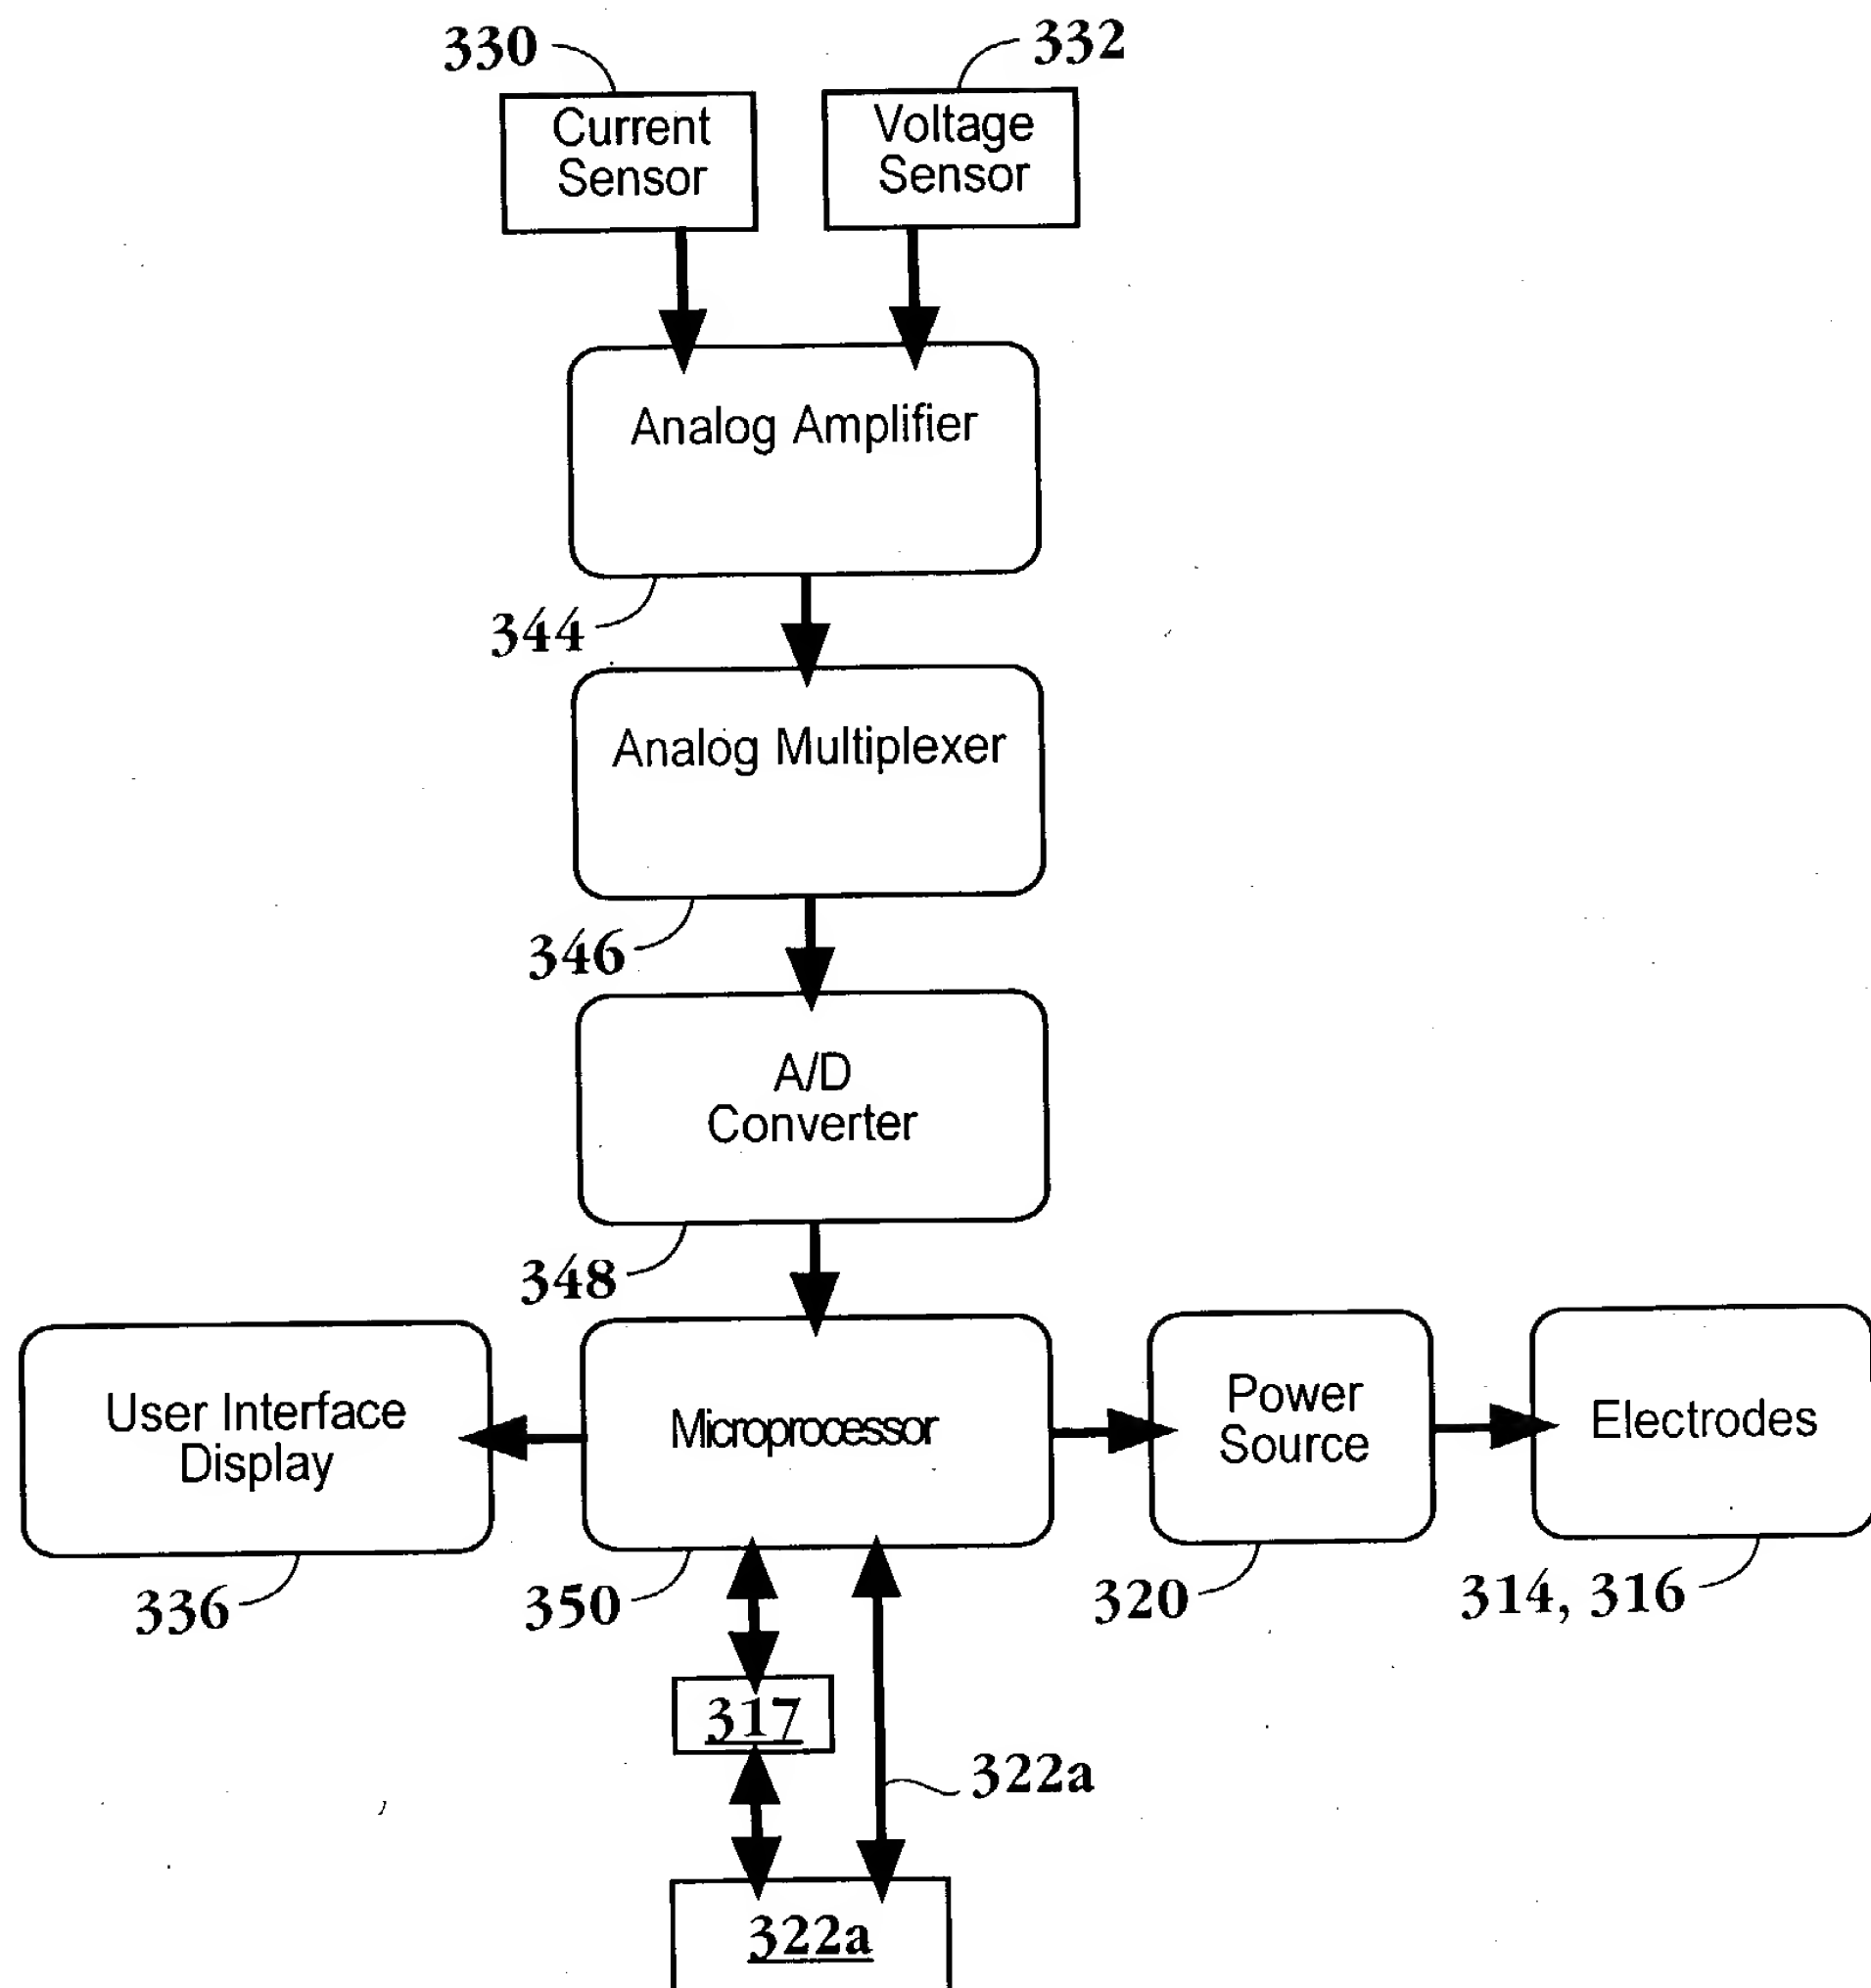 330
332
Current
Sensor
Voltage
Sensor
Analog Amplifier
344
Analog Multiplexer
346
A/D
Converter
348
User Interface
Display
Microprocessor
Power
Source
Electrodes
336
350
320
314, 316
317
322a
322a